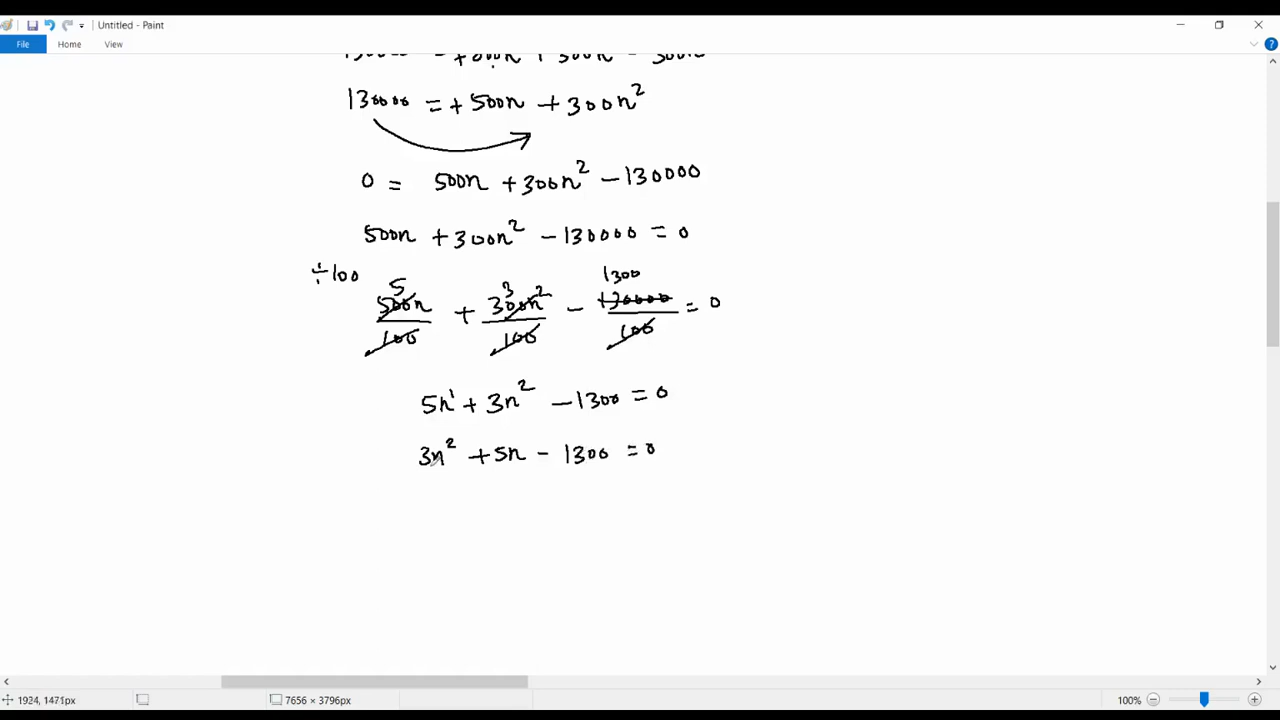 Untitled - Paint
File Home View
130000 = +500n + 300n²
0 = 500n + 300n² - 130000
500n + 300n² - 130000 = 0
÷100 5 3 1300
500n/100 + 300n²/100 - 130000/100 = 0
5n¹ + 3n² - 1300 = 0
3n² + 5n - 1300 = 0
1924, 1471px 7656 × 3796px 100%